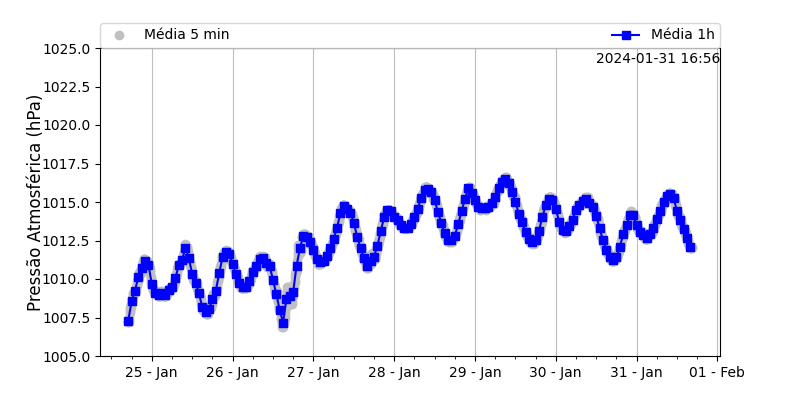 Média 5 min
Média 1h
2024-01-31 16:56
Pressão Atmosférica (hPa)
1025.0
1022.5
1020.0
1017.5
1015.0
1012.5
1010.0
1007.5
1005.0
25 - Jan
26 - Jan
27 - Jan
28 - Jan
29 - Jan
30 - Jan
31 - Jan
01 - Feb